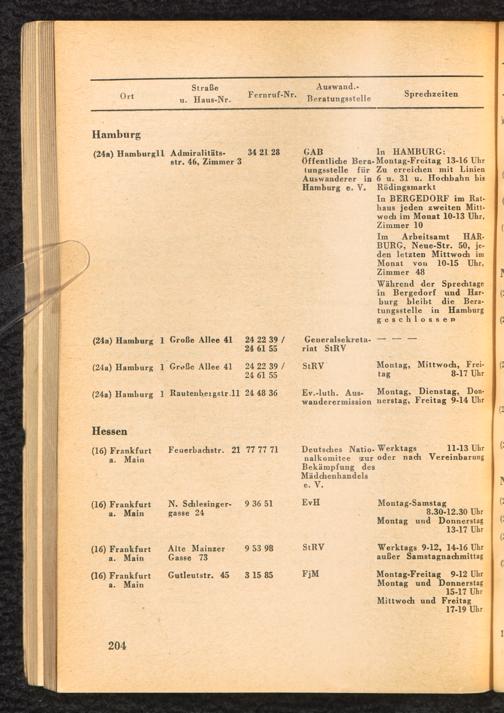 Ort Straße u. Haus-Nr. Fernruf-Nr. Auswand.-Beratungsstelle Sprechzeiten
Hamburg
(24a) Hamburg11 Admiralitäts- 34 21 28 GAB In HAMBURG:
str. 46, Zimmer 3 Öffentliche Bera- Montag-Freitag 13-16 Uhr
tungsstelle für Zu erreichen mit Linien
Auswanderer in 6 u. 31 u. Hochbahn bis
Hamburg e. V. Rödingsmarkt
In BERGEDORF im Rat-
haus jeden zweiten Mitt-
woch im Monat 10-13 Uhr,
Zimmer 10
Im Arbeitsamt HAR-
BURG, Neue-Str. 50, je-
den letzten Mittwoch im
Monat von 10-15 Uhr,
Zimmer 48
Während der Sprechtage
in Bergedorf und Har-
burg bleibt die Bera-
tungsstelle in Hamburg
geschlossen
(24a) Hamburg 1 Große Allee 41 24 22 39 / Generalsekreta- — — —
24 61 55 riat StRV
(24a) Hamburg 1 Große Allee 41 24 22 39 / StRV Montag, Mittwoch, Frei-
24 61 55 tag 8-17 Uhr
(24a) Hamburg 1 Rautenbergstr.11 24 48 36 Ev.-luth. Aus- Montag, Dienstag, Don-
wanderermission nerstag, Freitag 9-14 Uhr
Hessen
(16) Frankfurt Feuerbachstr. 21 77 77 71 Deutsches Natio- Werktags 11-13 Uhr
a. Main nalkomitee zur oder nach Vereinbarung
Bekämpfung des
Mädchenhandels
e. V.
(16) Frankfurt N. Schlesinger- 9 36 51 EvH Montag-Samstag
a. Main gasse 24 8.30-12.30 Uhr
Montag und Donnerstag
13-17 Uhr
(16) Frankfurt Alte Mainzer 9 53 98 StRV Werktags 9-12, 14-16 Uhr
a. Main Gasse 73 außer Samstagnachmittag
(16) Frankfurt Gutleutstr. 45 3 15 85 FjM Montag-Freitag 9-12 Uhr
a. Main Montag und Donnerstag
15-17 Uhr
Mittwoch und Freitag
17-19 Uhr
204